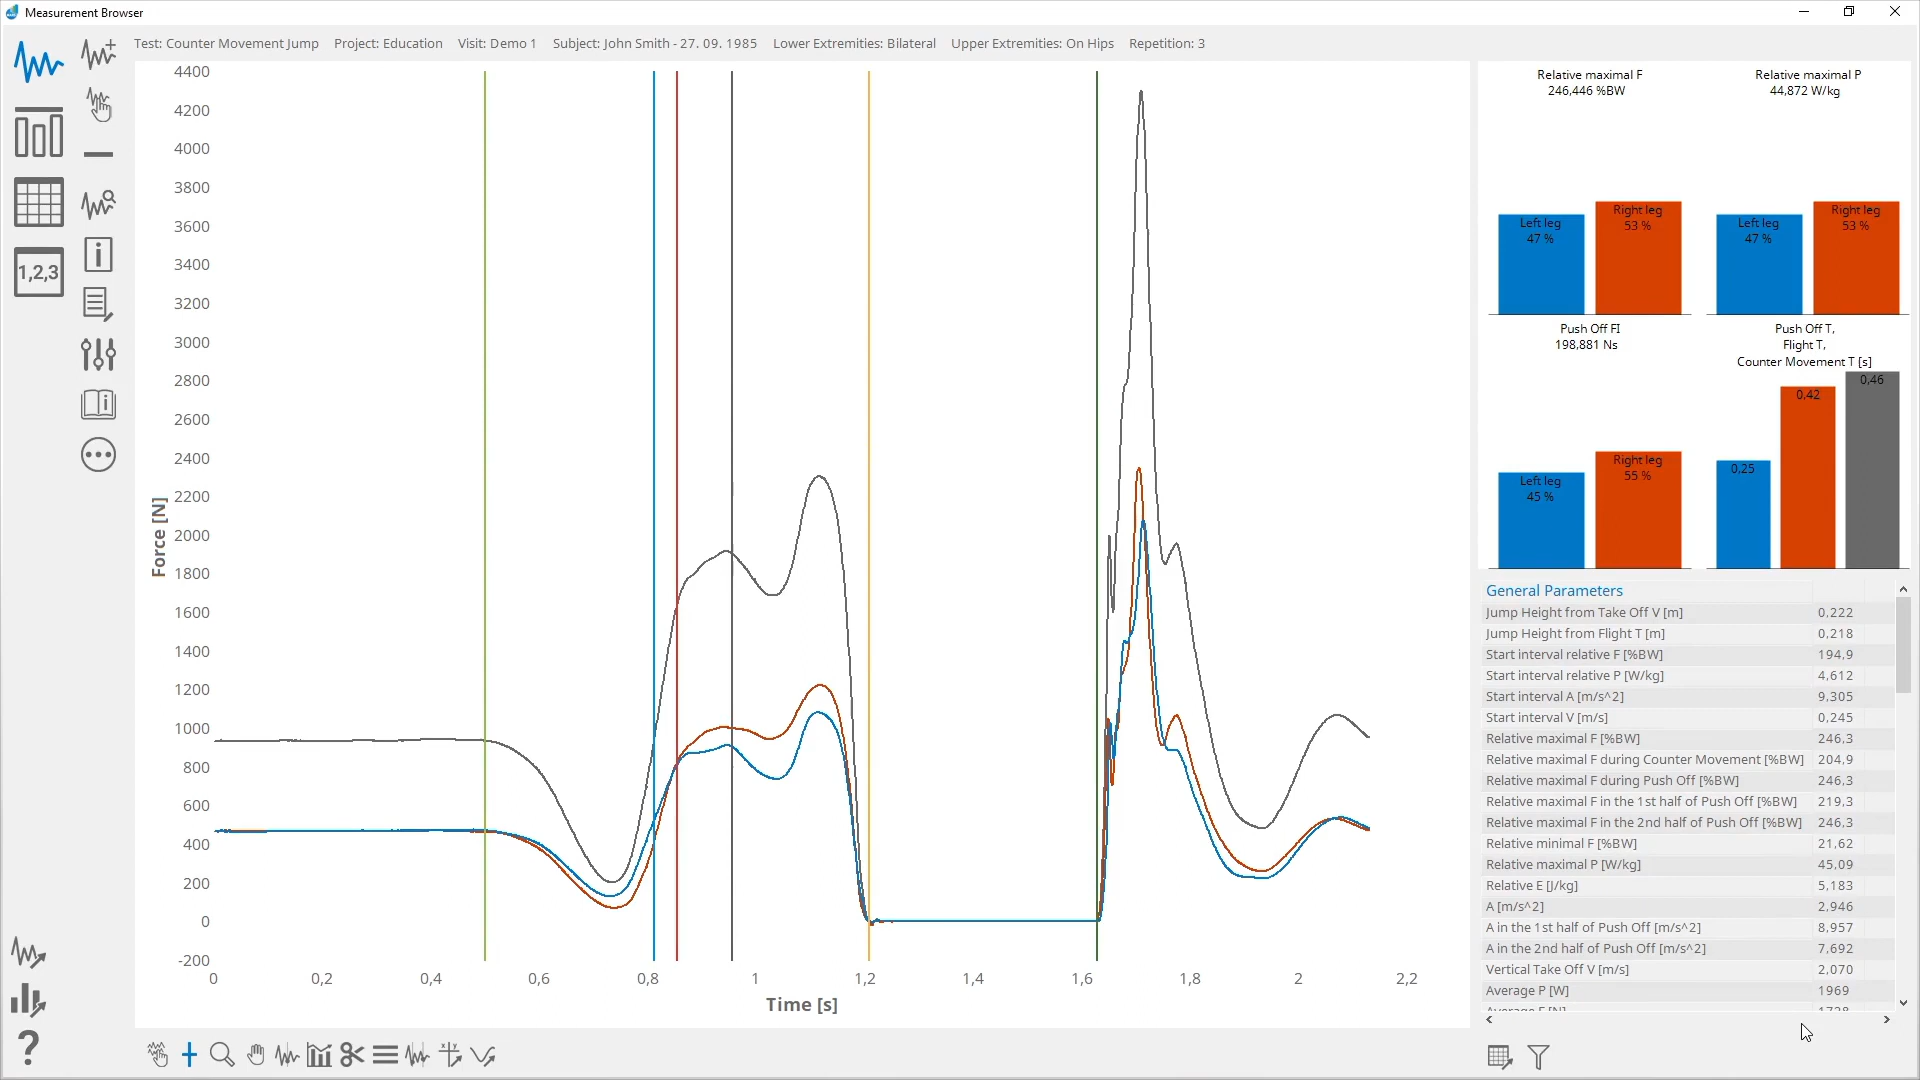 Measurement Browser
Test: Counter Movement Jump Project: Education Visit: Demo 1 Subject: John Smith - 27. 09. 1985 Lower Extremities: Bilateral Upper Extremities: On Hips Repetition: 3
4400
4200
4000
3800
3600
3400
3200
3000
2800
2600
2400
2200
2000
1800
1600
1400
1200
1000
800
600
400
200
0
-200
Force [N]
0 0,2 0,4 0,6 0,8 1 1,2 1,4 1,6 1,8 2 2,2
Time [s]
1,2,3
Relative maximal F
246,446 %BW
Left leg
47 %
Right leg
53 %
Relative maximal P
44,872 W/kg
Left leg
47 %
Right leg
53 %
Push Off FI
198,881 Ns
Left leg
45 %
Right leg
55 %
Push Off T,
Flight T,
Counter Movement T [s]
0,25
0,42
0,46
General Parameters
Jump Height from Take Off V [m] 0,222
Jump Height from Flight T [m] 0,218
Start interval relative F [%BW] 194,9
Start interval relative P [W/kg] 4,612
Start interval A [m/s^2] 9,305
Start interval V [m/s] 0,245
Relative maximal F [%BW] 246,3
Relative maximal F during Counter Movement [%BW] 204,9
Relative maximal F during Push Off [%BW] 246,3
Relative maximal F in the 1st half of Push Off [%BW] 219,3
Relative maximal F in the 2nd half of Push Off [%BW] 246,3
Relative minimal F [%BW] 21,62
Relative maximal P [W/kg] 45,09
Relative E [J/kg] 5,183
A [m/s^2] 2,946
A in the 1st half of Push Off [m/s^2] 8,957
A in the 2nd half of Push Off [m/s^2] 7,692
Vertical Take Off V [m/s] 2,070
Average P [W] 1969